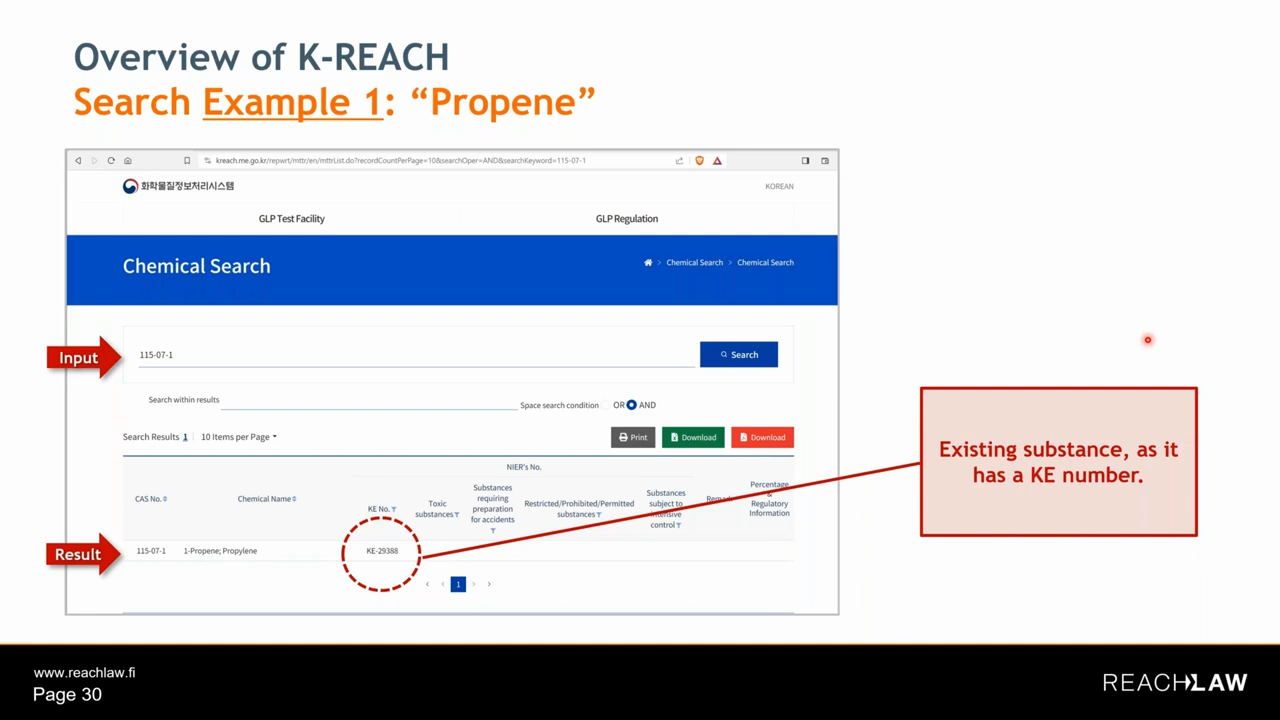 Overview of K-REACH
Search Example 1: “Propene”
kreach.me.go.kr/repwrt/mttr/en/mttrList.do?recordCountPerPage=10&searchOper=AND&searchKeyword=115-07-1
화학물질정보처리시스템
KOREAN
GLP Test Facility
GLP Regulation
Chemical Search
Chemical Search > Chemical Search
Input
115-07-1
Search
Search within results
Space search condition OR AND
Search Results 1 10 Items per Page
Print
Download
Download
NIER's No.
CAS No.
Chemical Name
KE No.
Toxic
substances
Substances
requiring
preparation
for accidents
Restricted/Prohibited/Permitted
substances
Substances
subject to
intensive
control
Percentage
&
Regulatory
Information
Result
115-07-1 1-Propene; Propylene KE-29388
< < 1 > >
Existing substance, as it
has a KE number.
www.reachlaw.fi
Page 30
REACHLAW